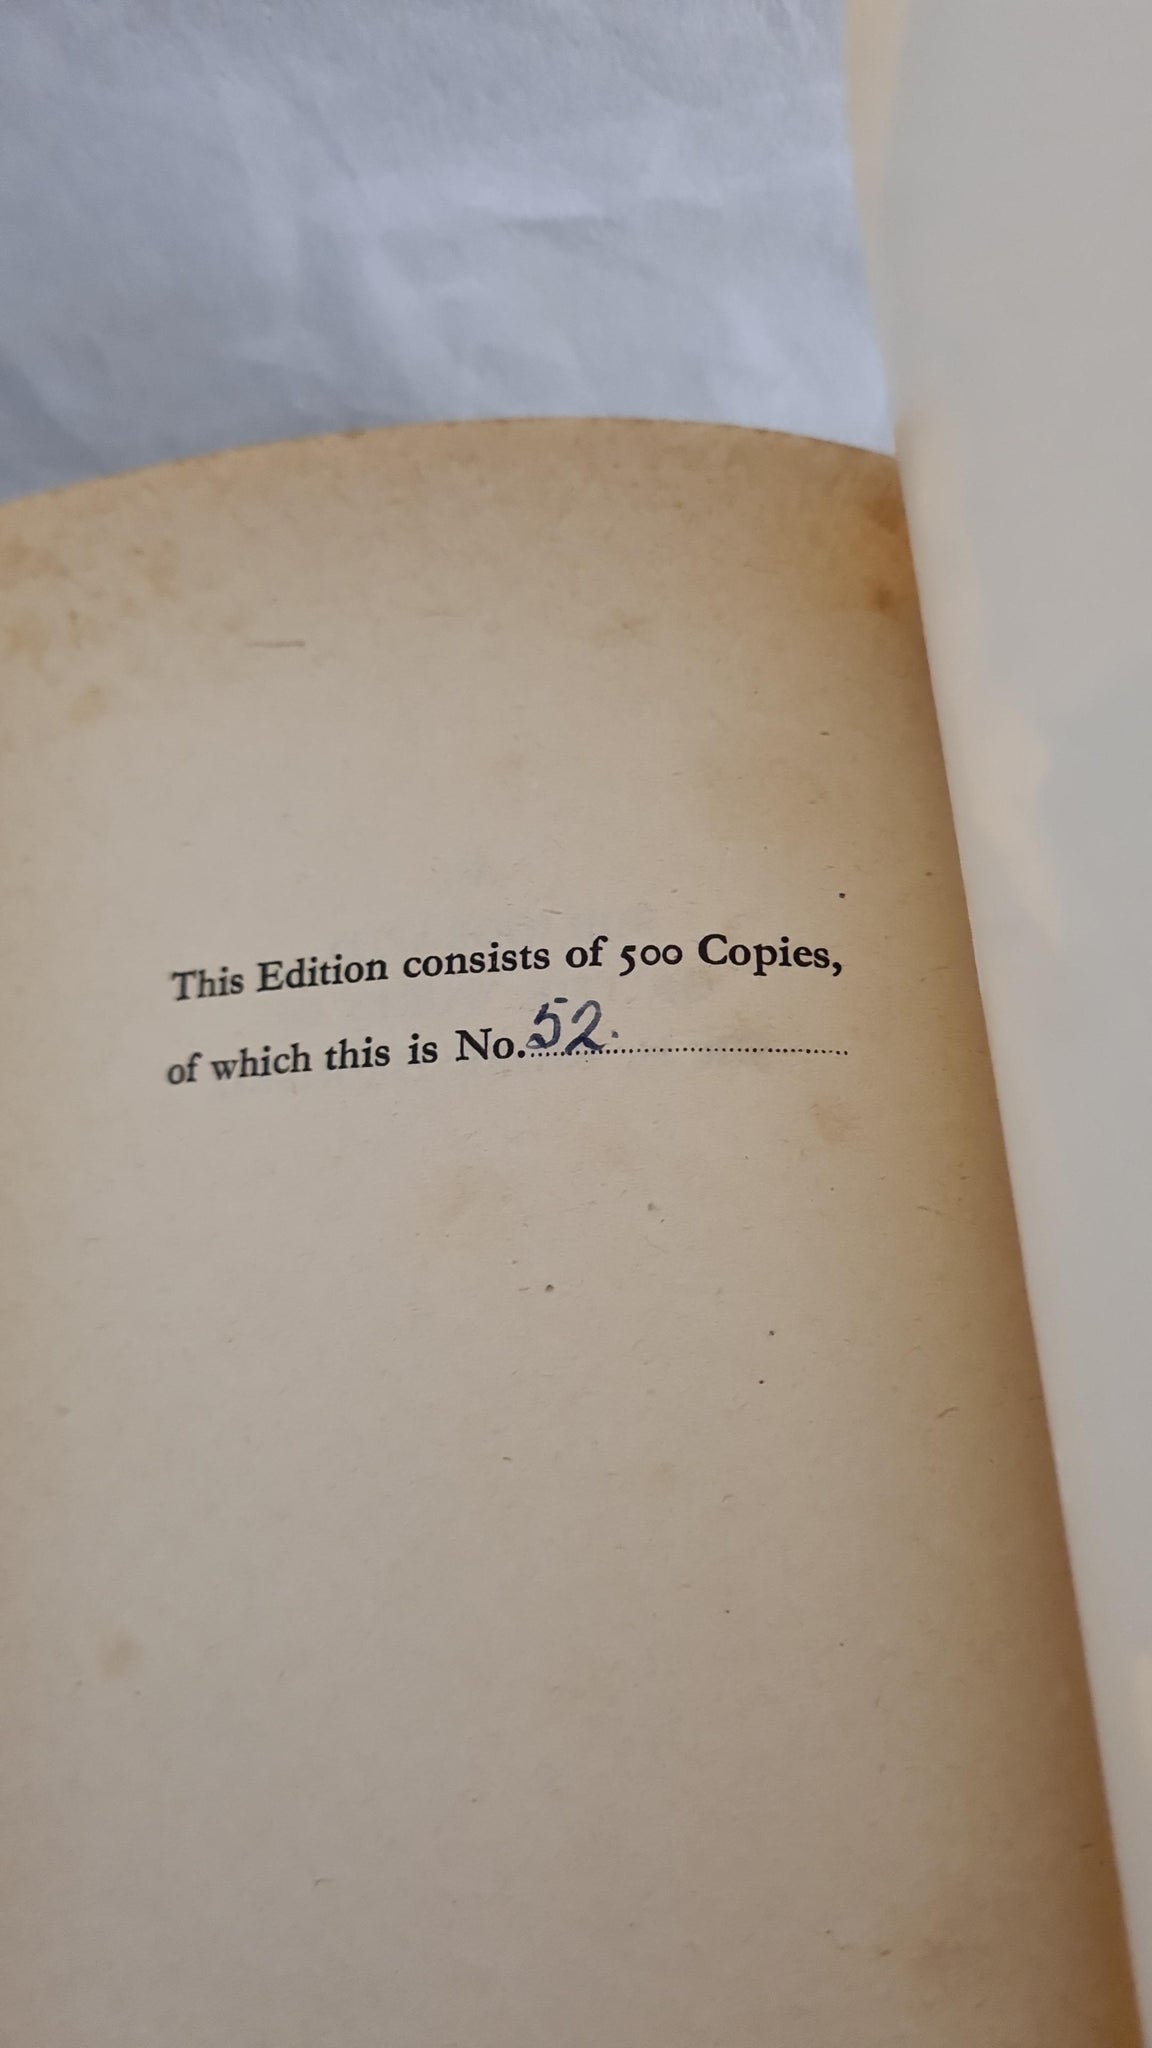 This Edition consists of 500 Copies,
of which this is No. 52.